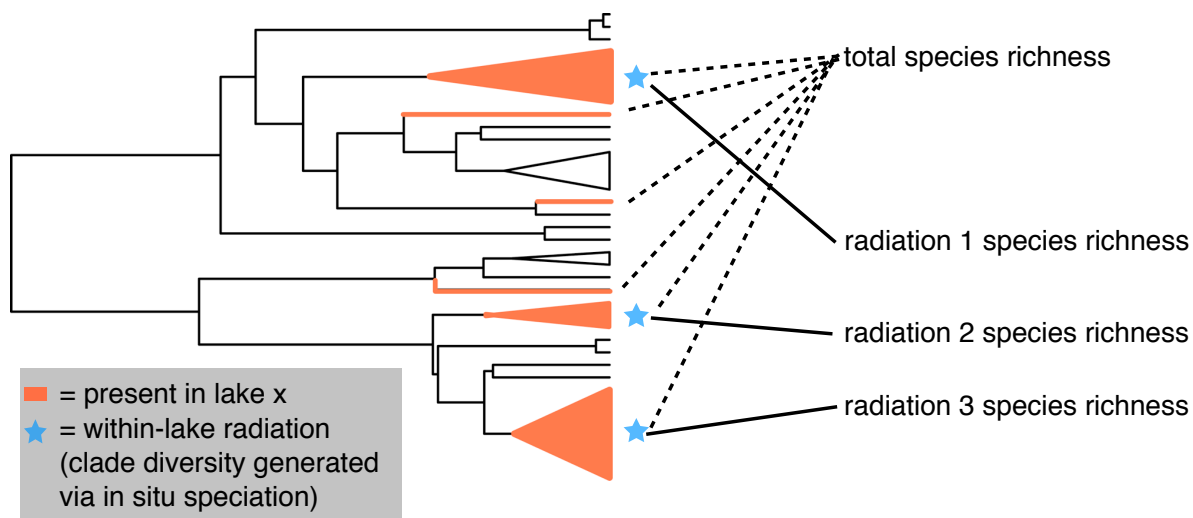 total species richness
radiation 1 species richness
radiation 2 species richness
radiation 3 species richness
= present in lake x
= within-lake radiation
(clade diversity generated
via in situ speciation)